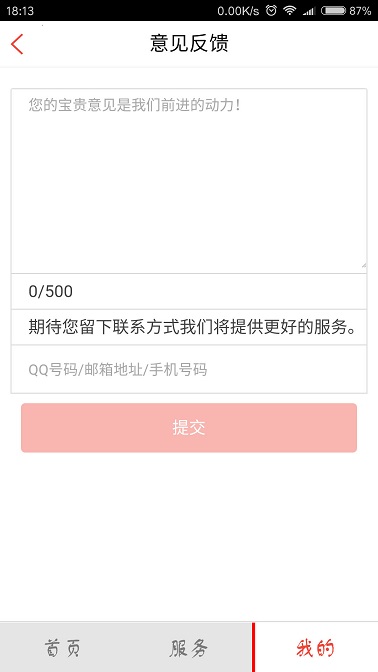 18:13 0.00K/s 87%
意见反馈
您的宝贵意见是我们前进的动力!
0/500
期待您留下联系方式我们将提供更好的服务。
QQ号码/邮箱地址/手机号码
提交
首页 服务 我的